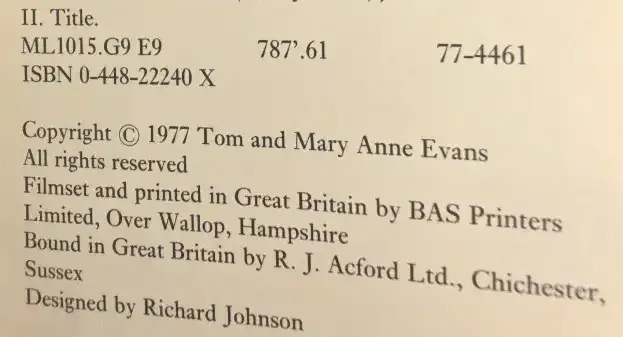 II. Title.
ML1015.G9 E9 787’.61 77–4461
ISBN 0-448-22240 X
Copyright © 1977 Tom and Mary Anne Evans
All rights reserved
Filmset and printed in Great Britain by BAS Printers
Limited, Over Wallop, Hampshire
Bound in Great Britain by R. J. Acford Ltd., Chichester,
Sussex
Designed by Richard Johnson